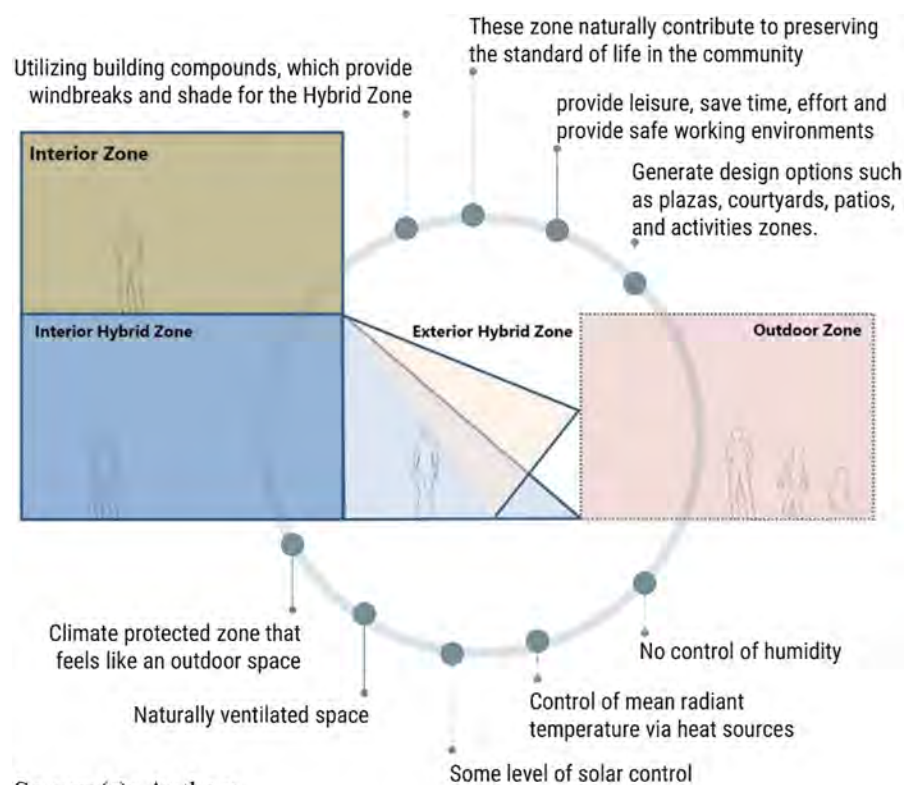 These zone naturally contribute to preserving
the standard of life in the community
Utilizing building compounds, which provide
windbreaks and shade for the Hybrid Zone
provide leisure, save time, effort and
provide safe working environments
Generate design options such
as plazas, courtyards, patios,
and activities zones.
Interior Zone
Interior Hybrid Zone
Exterior Hybrid Zone
Outdoor Zone
Climate protected zone that
feels like an outdoor space
No control of humidity
Naturally ventilated space
Control of mean radiant
temperature via heat sources
Some level of solar control